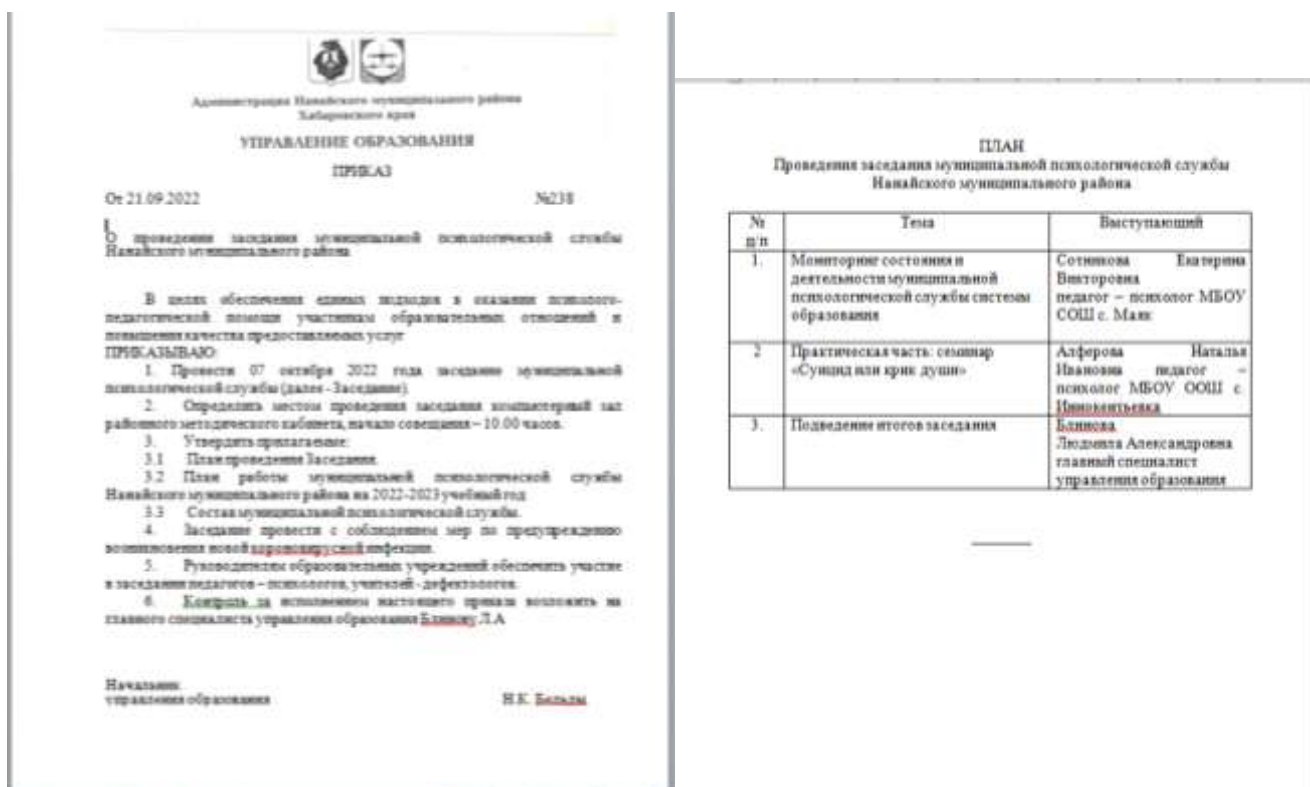 Администрация Нанайского муниципального района
Хабаровского края
УПРАВЛЕНИЕ ОБРАЗОВАНИЯ
ПРИКАЗ
От 21.09.2022 №238
О проведении заседания муниципальной психологической службы
Нанайского муниципального района
В целях обеспечения единых подходов в оказании психолого-
педагогической помощи участникам образовательных отношений и
повышения качества предоставляемых услуг
ПРИКАЗЫВАЮ:
1. Провести 07 октября 2022 года заседание муниципальной
психологической службы (далее - Заседание).
2. Определить местом проведения заседания компьютерный зал
районного методического кабинета, начало совещания – 10.00 часов.
3. Утвердить прилагаемые:
3.1 План проведения Заседания.
3.2 План работы муниципальной психологической службы
Нанайского муниципального района на 2022-2023 учебный год
3.3 Состав муниципальной психологической службы.
4. Заседание провести с соблюдением мер по предупреждению
возникновения новой короновирусной инфекции.
5. Руководителям образовательных учреждений обеспечить участие
в заседании педагогов – психологов, учителей - дефектологов.
6. Контроль за исполнением настоящего приказа возложить на
главного специалиста управления образования Блинову Л.А
Начальник
управления образования Н.К. Бельды
ПЛАН
Проведения заседания муниципальной психологической службы
Нанайского муниципального района
№ Тема Выступающий
п/п
1. Мониторинг состояния и Сотникова Екатерина
деятельности муниципальной Викторовна
психологической службы системы педагог – психолог МБОУ
образования СОШ с. Маяк
2 Практическая часть: семинар Алферова Наталья
«Суицид или крик души» Ивановна педагог –
психолог МБОУ ООШ с.
Иннокентьевка
3. Подведение итогов заседания Блинова
Людмила Александровна
главный специалист
управления образования